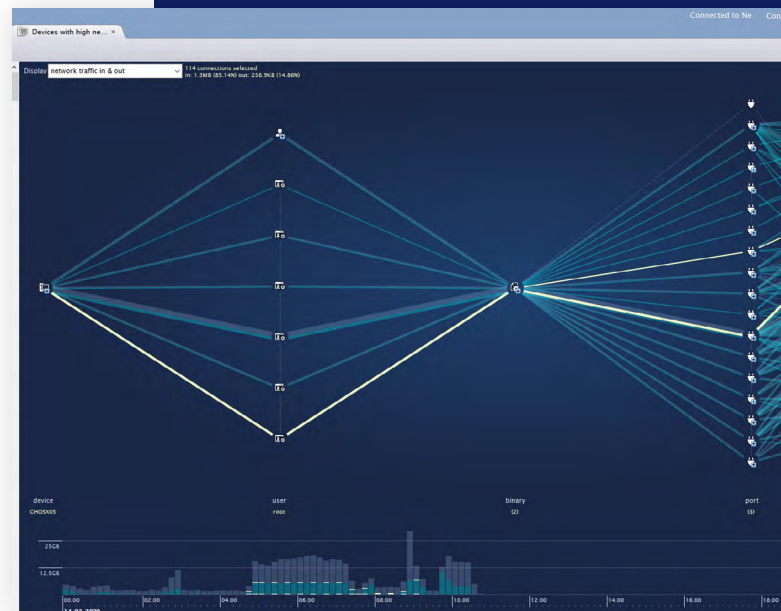 Connected to Ne Con
Devices with high ne... ×
Display network traffic in & out
114 connections selected
in: 1.3MB (85.14%) out: 238.9KB (14.86%)
device
CHOSX05
user
root
binary
(2)
port
(3)
25GB
12.5GB
00.00 02.00 04.00 06.00 08.00 10.00 12.00 14.00 16.00 18.00